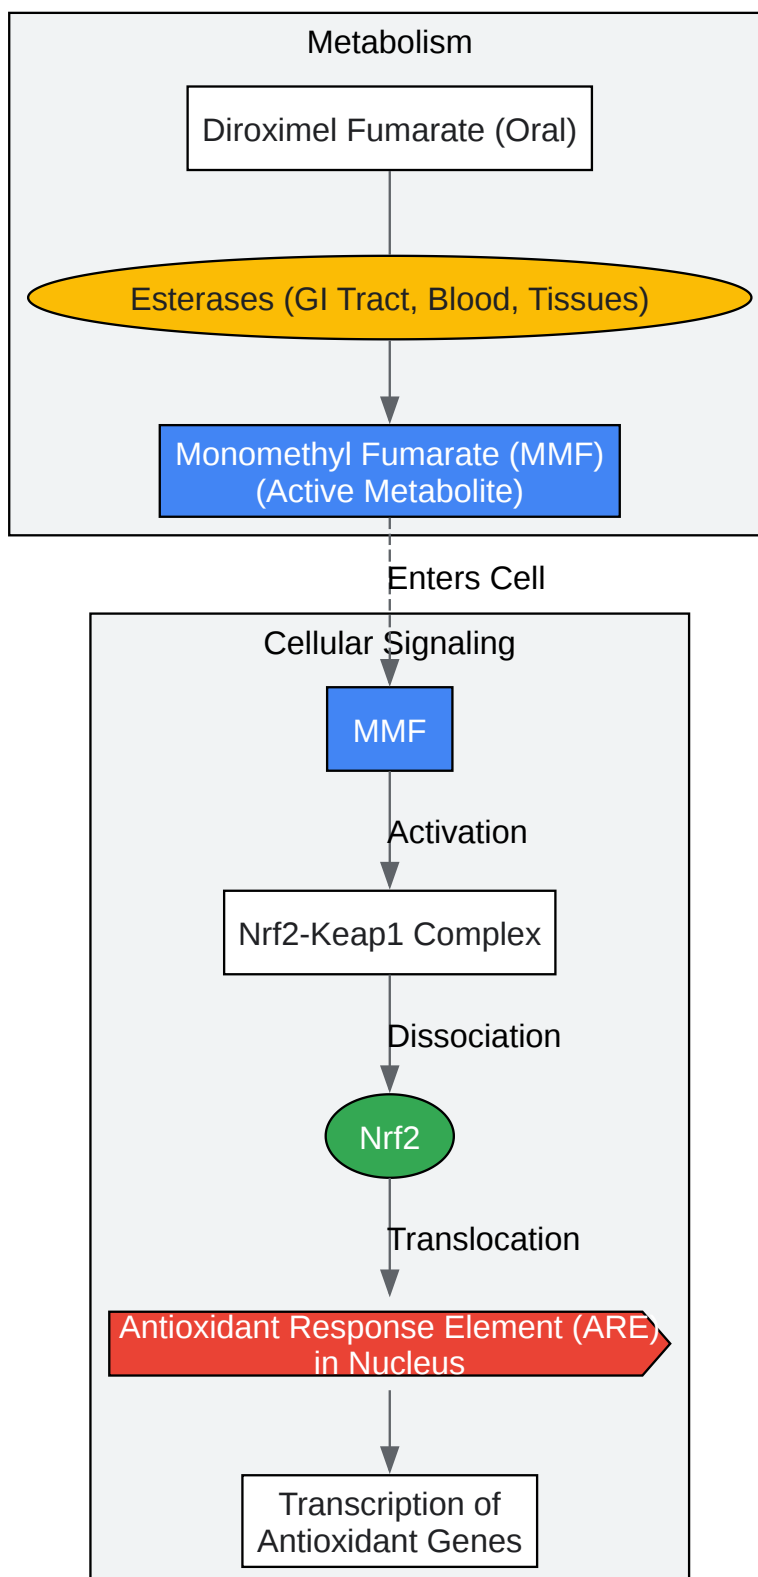 Metabolism
Diroximel Fumarate (Oral)
Esterases (GI Tract, Blood, Tissues)
Monomethyl Fumarate (MMF)
(Active Metabolite)
Enters Cell
Cellular Signaling
MMF
Activation
Nrf2-Keap1 Complex
Dissociation
Nrf2
Translocation
Antioxidant Response Element (ARE)
in Nucleus
Transcription of
Antioxidant Genes